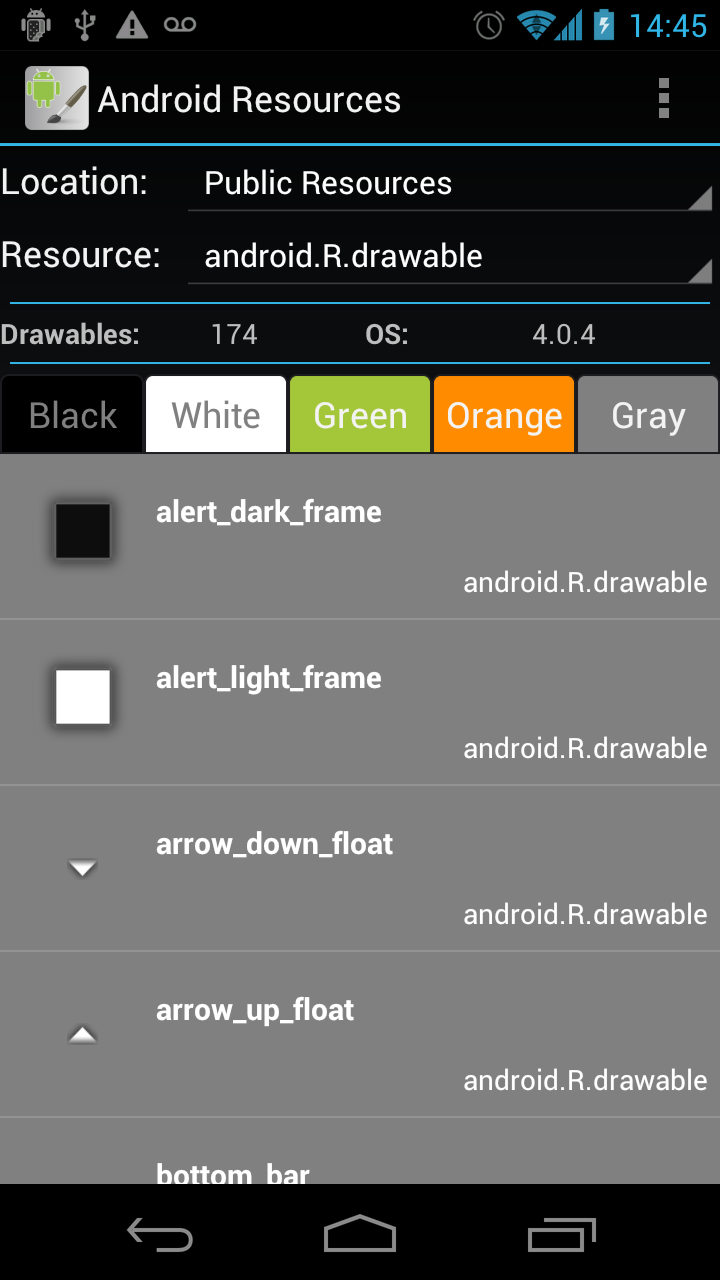 14:45
Android Resources
Location: Public Resources
Resource: android.R.drawable
Drawables: 174 OS: 4.0.4
Black White Green Orange Gray
alert_dark_frame
android.R.drawable
alert_light_frame
android.R.drawable
arrow_down_float
android.R.drawable
arrow_up_float
android.R.drawable
bottom_bar